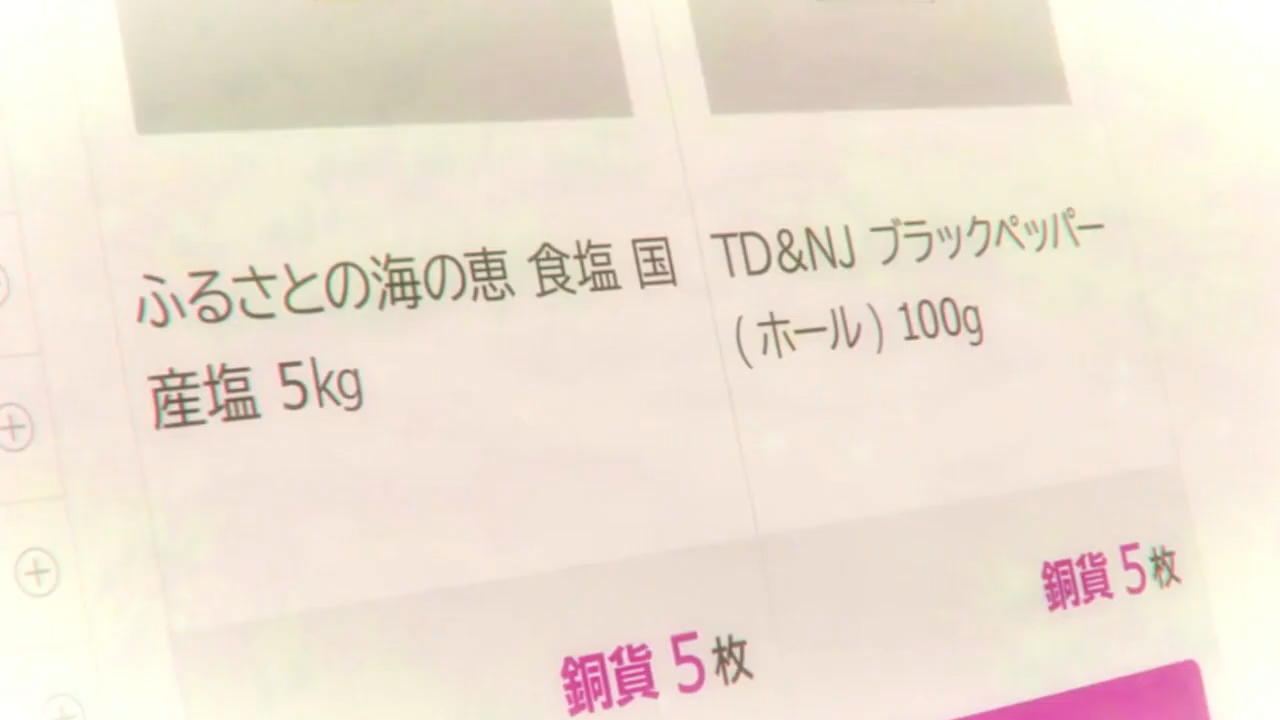 ふるさとの海の恵 食塩 国
産塩 5kg
銅貨 5枚
TD&NJ ブラックペッパー
(ホール) 100g
銅貨 5枚